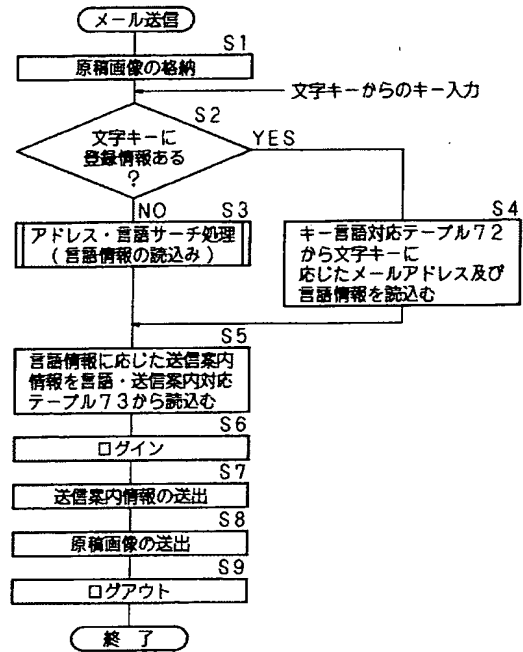 メール送信
S1
原稿画像の格納
文字キーからのキー入力
S2
文字キーに
登録情報ある
?
YES
NO
S3
アドレス・言語サーチ処理
(言語情報の読込み)
S4
キー言語対応テーブル72
から文字キーに
応じたメールアドレス及び
言語情報を読込む
S5
言語情報に応じた送信案内
情報を言語・送信案内対応
テーブル73から読込む
S6
ログイン
S7
送信案内情報の送出
S8
原稿画像の送出
S9
ログアウト
終了